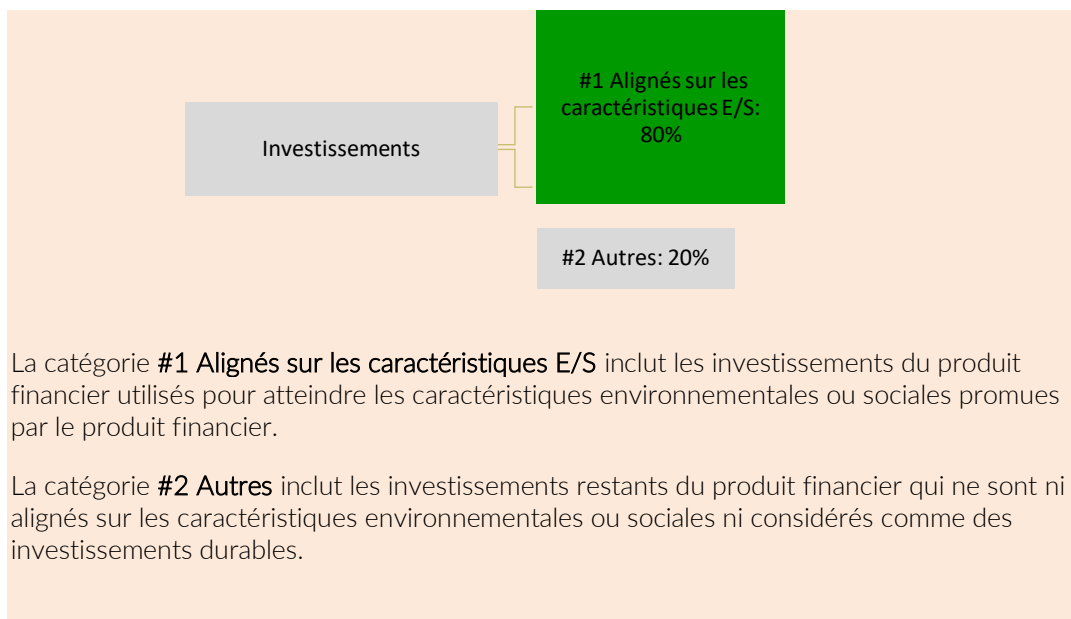 #1 Alignés sur les
caractéristiques E/S:
80%
Investissements
#2 Autres: 20%
La catégorie #1 Alignés sur les caractéristiques E/S inclut les investissements du produit
financier utilisés pour atteindre les caractéristiques environnementales ou sociales promues
par le produit financier.
La catégorie #2 Autres inclut les investissements restants du produit financier qui ne sont ni
alignés sur les caractéristiques environnementales ou sociales ni considérés comme des
investissements durables.